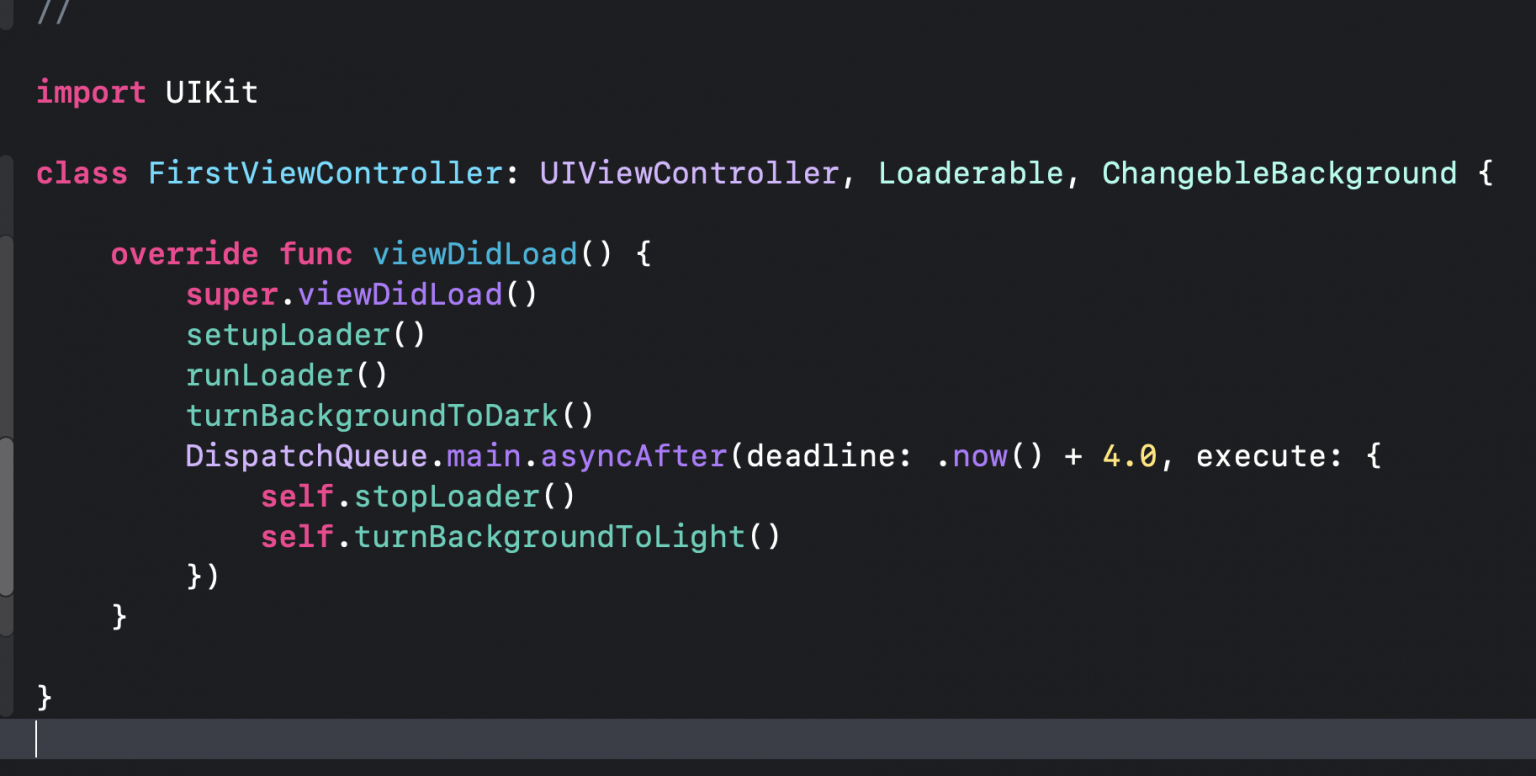 //
import UIKit
class FirstViewController: UIViewController, Loaderable, ChangebleBackground {
    override func viewDidLoad() {
        super.viewDidLoad()
        setupLoader()
        runLoader()
        turnBackgroundToDark()
        DispatchQueue.main.asyncAfter(deadline: .now() + 4.0, execute: {
            self.stopLoader()
            self.turnBackgroundToLight()
        })
    }
}